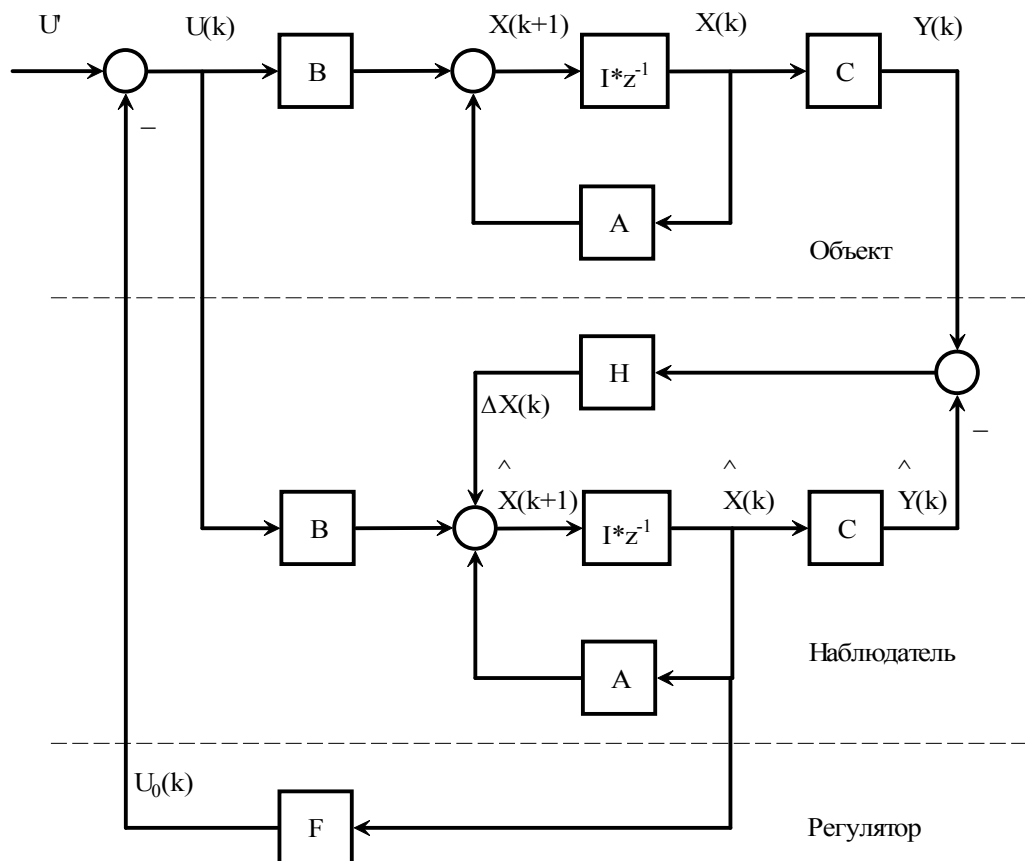 U' U(k) X(k+1) X(k) Y(k)
B I*z⁻¹ C
–
A
Объект
H
ΔX(k)
–
^ ^ ^
X(k+1) X(k) Y(k)
B I*z⁻¹ C
A
Наблюдатель
U₀(k)
F
Регулятор